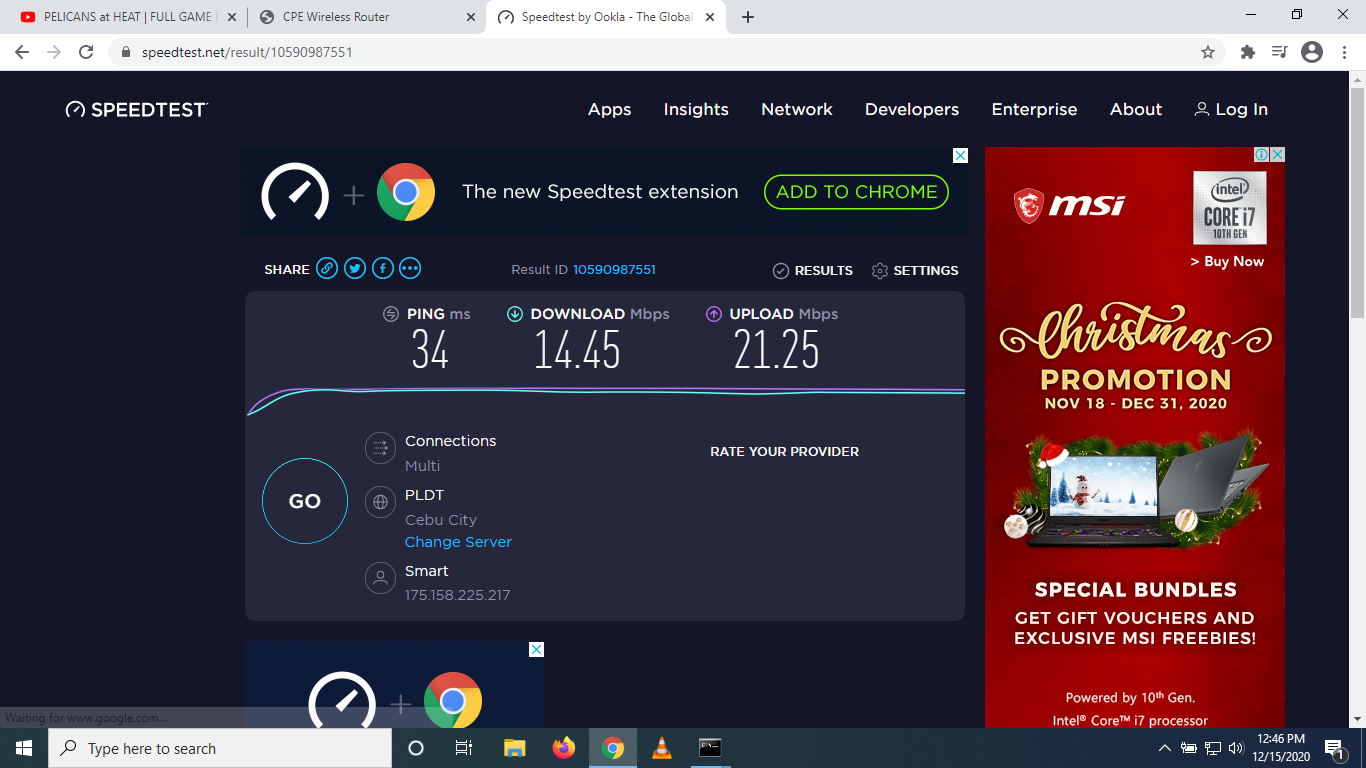 PELICANS at HEAT | FULL GAME
CPE Wireless Router
Speedtest by Ookla - The Global
speedtest.net/result/10590987551
SPEEDTEST
Apps
Insights
Network
Developers
Enterprise
About
Log In
The new Speedtest extension
ADD TO CHROME
SHARE
Result ID 10590987551
RESULTS
SETTINGS
PING ms
34
DOWNLOAD Mbps
14.45
UPLOAD Mbps
21.25
GO
Connections
Multi
PLDT
Cebu City
Change Server
Smart
175.158.225.217
RATE YOUR PROVIDER
msi
intel
CORE i7
10TH GEN
> Buy Now
Christmas
PROMOTION
NOV 18 - DEC 31, 2020
SPECIAL BUNDLES
GET GIFT VOUCHERS AND
EXCLUSIVE MSI FREEBIES!
Powered by 10th Gen.
Intel® Core™ i7 processor
Waiting for www.google.com...
Type here to search
12:46 PM
12/15/2020
1